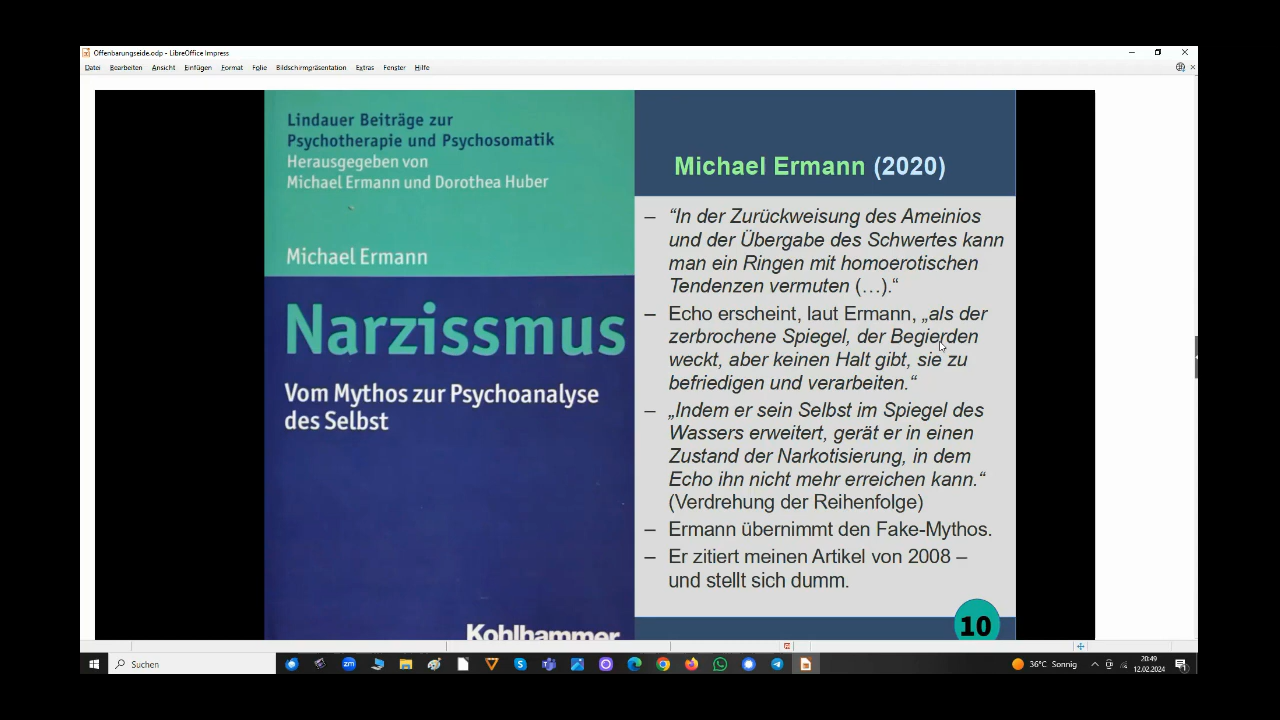 Offenbarungseide.odp - LibreOffice Impress
Datei Bearbeiten Ansicht Einfügen Format Folie Bildschirmpräsentation Extras Fenster Hilfe
Lindauer Beiträge zur
Psychotherapie und Psychosomatik
Herausgegeben von
Michael Ermann und Dorothea Huber
Michael Ermann
Narzissmus
Vom Mythos zur Psychoanalyse
des Selbst
Kohlhammer
Michael Ermann (2020)
– “In der Zurückweisung des Ameinios
und der Übergabe des Schwertes kann
man ein Ringen mit homoerotischen
Tendenzen vermuten (…).“
– Echo erscheint, laut Ermann, „als der
zerbrochene Spiegel, der Begierden
weckt, aber keinen Halt gibt, sie zu
befriedigen und verarbeiten.“
– „Indem er sein Selbst im Spiegel des
Wassers erweitert, gerät er in einen
Zustand der Narkotisierung, in dem
Echo ihn nicht mehr erreichen kann.“
(Verdrehung der Reihenfolge)
– Ermann übernimmt den Fake-Mythos.
– Er zitiert meinen Artikel von 2008 –
und stellt sich dumm.
10
Suchen
zm
36°C Sonnig
20:49
12.02.2024